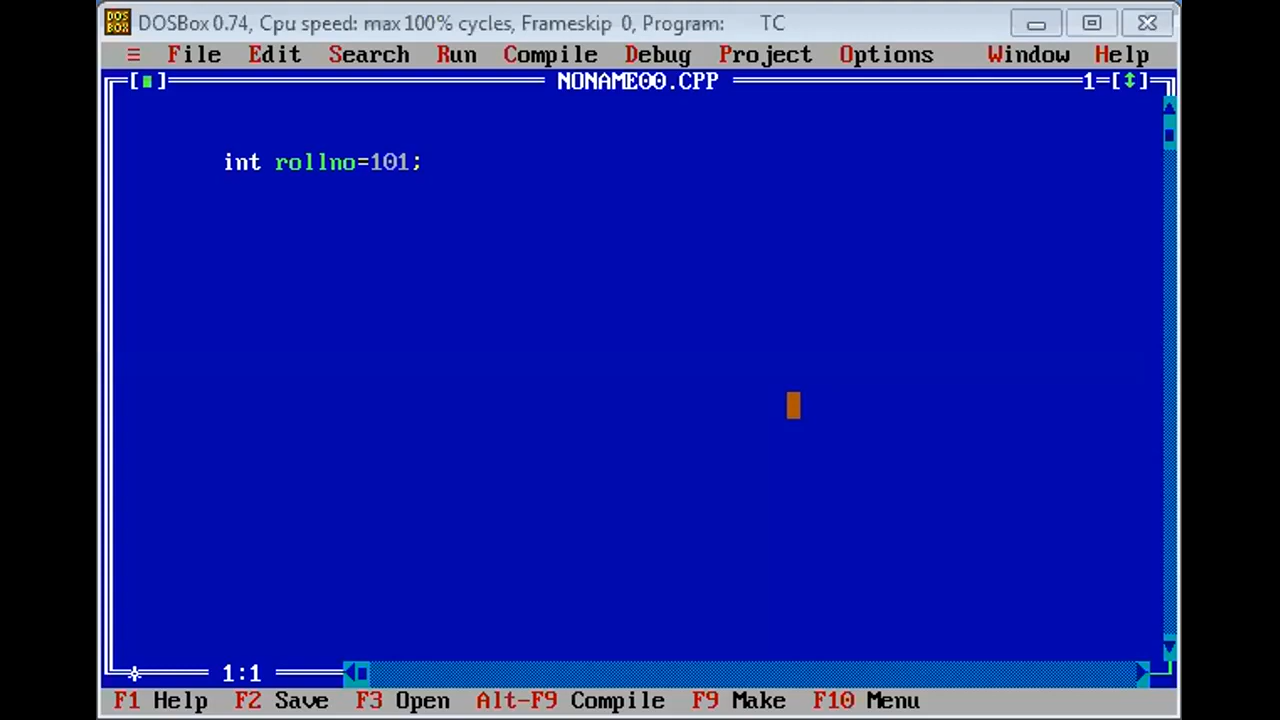 DOS BOX DOSBox 0.74, Cpu speed: max 100% cycles, Frameskip 0, Program: TC
≡ File Edit Search Run Compile Debug Project Options Window Help
[■] NONAME00.CPP 1=[↕]
int rollno=101;
1:1
F1 Help F2 Save F3 Open Alt-F9 Compile F9 Make F10 Menu